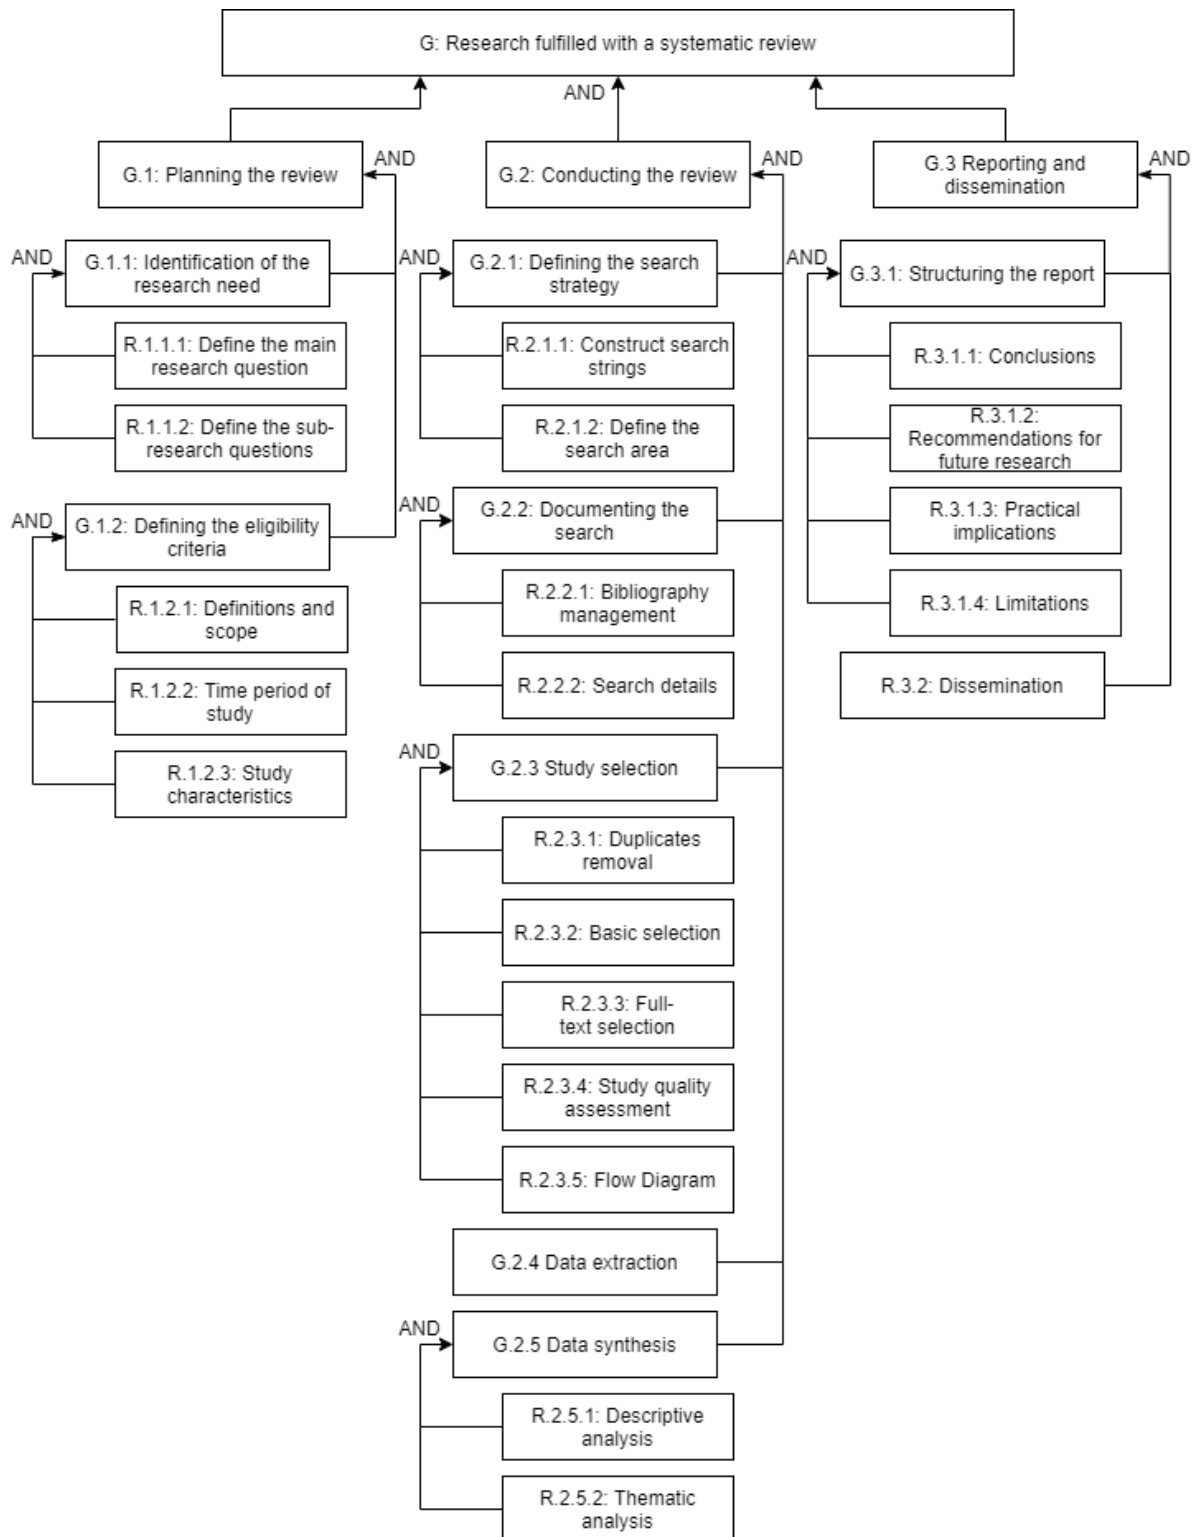 G: Research fulfilled with a systematic review
AND
G.1: Planning the review
AND
G.1.1: Identification of the
research need
AND
R.1.1.1: Define the main
research question
R.1.1.2: Define the sub-
research questions
AND
G.1.2: Defining the eligibility
criteria
R.1.2.1: Definitions and
scope
R.1.2.2: Time period of
study
R.1.2.3: Study
characteristics
G.2: Conducting the review
AND
AND
G.2.1: Defining the search
strategy
R.2.1.1: Construct search
strings
R.2.1.2: Define the
search area
AND
G.2.2: Documenting the
search
R.2.2.1: Bibliography
management
R.2.2.2: Search details
AND
G.2.3 Study selection
R.2.3.1: Duplicates
removal
R.2.3.2: Basic selection
R.2.3.3: Full-
text selection
R.2.3.4: Study quality
assessment
R.2.3.5: Flow Diagram
G.2.4 Data extraction
AND
G.2.5 Data synthesis
R.2.5.1: Descriptive
analysis
R.2.5.2: Thematic
analysis
G.3 Reporting and
dissemination
AND
AND
G.3.1: Structuring the report
R.3.1.1: Conclusions
R.3.1.2:
Recommendations for
future research
R.3.1.3: Practical
implications
R.3.1.4: Limitations
R.3.2: Dissemination